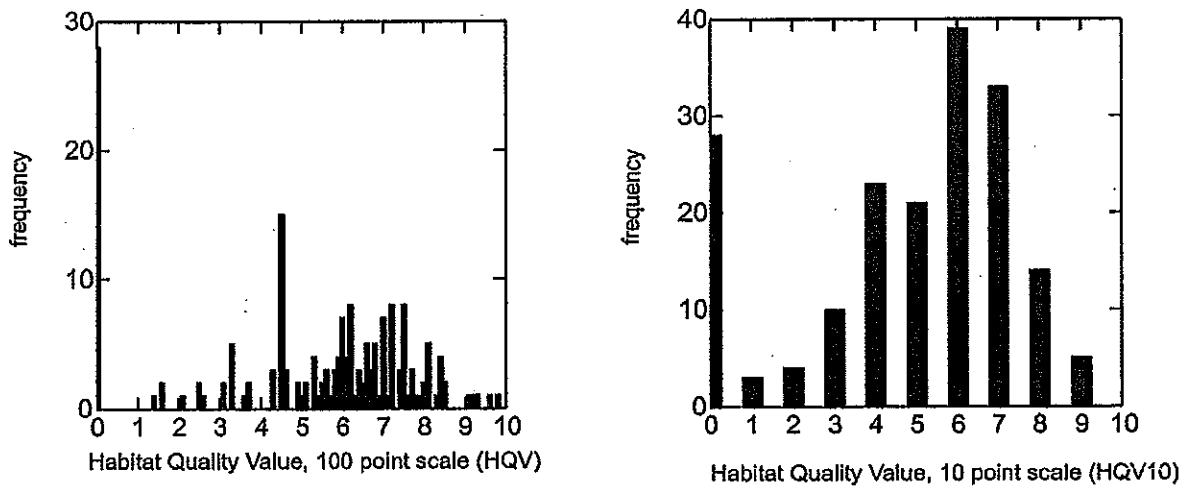 30
20
10
0
frequency
0 1 2 3 4 5 6 7 8 9 10
Habitat Quality Value, 100 point scale (HQV)
40
30
20
10
0
frequency
0 1 2 3 4 5 6 7 8 9 10
Habitat Quality Value, 10 point scale (HQV10)